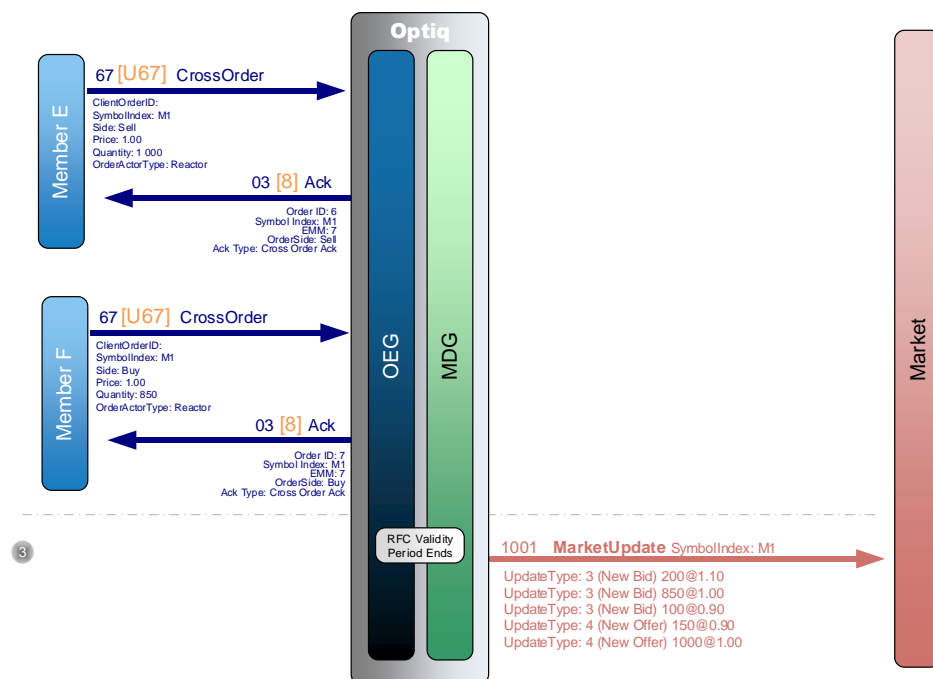 Optiq
67 [U67] CrossOrder
ClientOrderID:
SymbolIndex: M1
Side: Sell
Price: 1.00
Quantity: 1 000
OrderActorType: Reactor
Member E
03 [8] Ack
Order ID: 6
Symbol Index: M1
EMM: 7
OrderSide: Sell
Ack Type: Cross Order Ack
67 [U67] CrossOrder
ClientOrderID:
SymbolIndex: M1
Side: Buy
Price: 1.00
Quantity: 850
OrderActorType: Reactor
Member F
03 [8] Ack
Order ID: 7
Symbol Index: M1
EMM: 7
OrderSide: Buy
Ack Type: Cross Order Ack
OEG
MDG
Market
3
RFC Validity
Period Ends
1001 MarketUpdate SymbolIndex: M1
UpdateType: 3 (New Bid) 200@1.10
UpdateType: 3 (New Bid) 850@1.00
UpdateType: 3 (New Bid) 100@0.90
UpdateType: 4 (New Offer) 150@0.90
UpdateType: 4 (New Offer) 1000@1.00